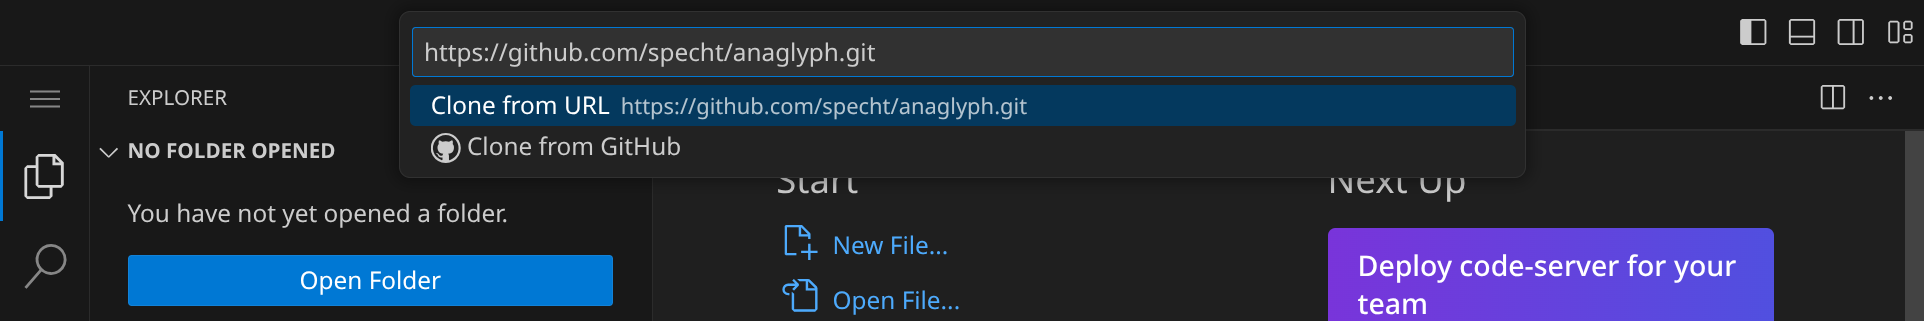 https://github.com/specht/anaglyph.git
Clone from URL https://github.com/specht/anaglyph.git
Clone from GitHub
EXPLORER
NO FOLDER OPENED
You have not yet opened a folder.
Open Folder
Start
New File...
Open File...
Next Up
Deploy code-server for your
team